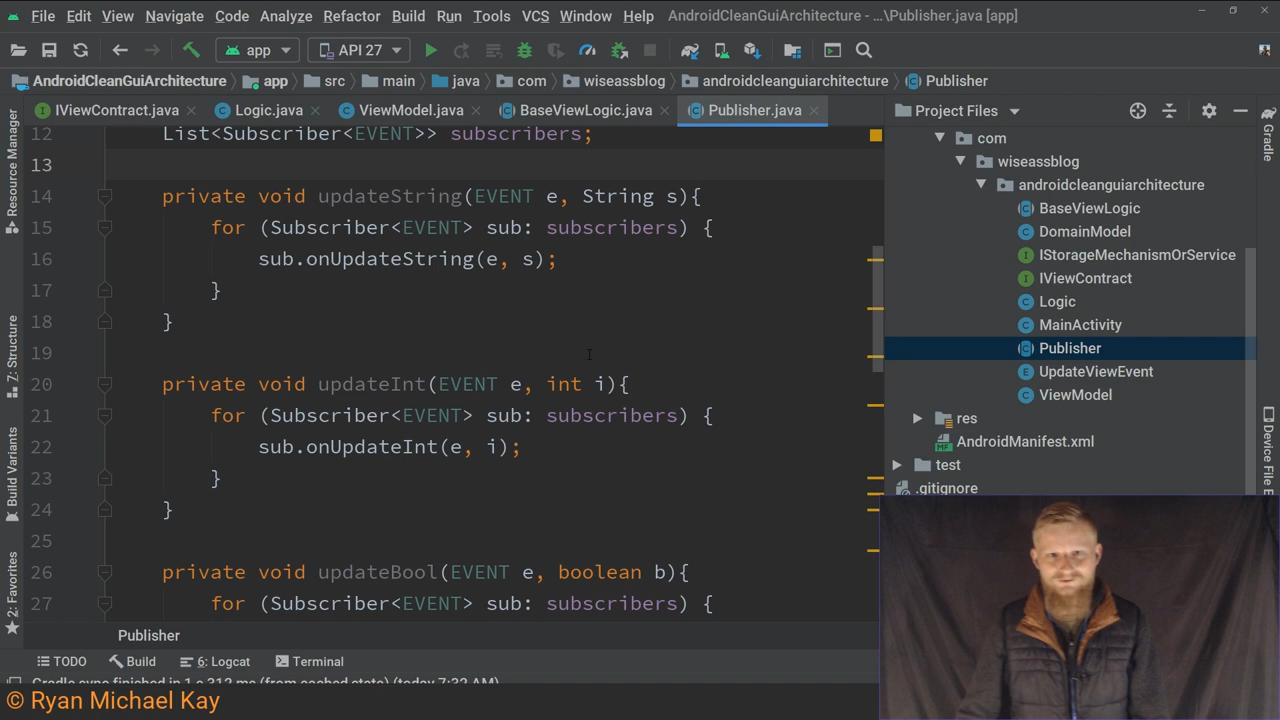 File Edit View Navigate Code Analyze Refactor Build Run Tools VCS Window Help AndroidCleanGuiArchitecture - ...\Publisher.java [app]
app API 27
AndroidCleanGuiArchitecture app src main java com wiseassblog androidcleanguiarchitecture Publisher
IViewContract.java Logic.java ViewModel.java BaseViewLogic.java Publisher.java
Project Files
12 List<Subscriber<EVENT>> subscribers;
13
14 private void updateString(EVENT e, String s){
15 for (Subscriber<EVENT> sub: subscribers) {
16 sub.onUpdateString(e, s);
17 }
18 }
19
20 private void updateInt(EVENT e, int i){
21 for (Subscriber<EVENT> sub: subscribers) {
22 sub.onUpdateInt(e, i);
23 }
24 }
25
26 private void updateBool(EVENT e, boolean b){
27 for (Subscriber<EVENT> sub: subscribers) {
com
wiseassblog
androidcleanguiarchitecture
BaseViewLogic
DomainModel
IStorageMechanismOrService
IViewContract
Logic
MainActivity
Publisher
UpdateViewEvent
ViewModel
res
AndroidManifest.xml
test
.gitignore
Resource Manager
7: Structure
Build Variants
2: Favorites
Gradle
Device File E
Publisher
TODO Build 6: Logcat Terminal
Gradle sync finished in 1 s 312 ms (from cached state) (today 7:32 AM)
© Ryan Michael Kay